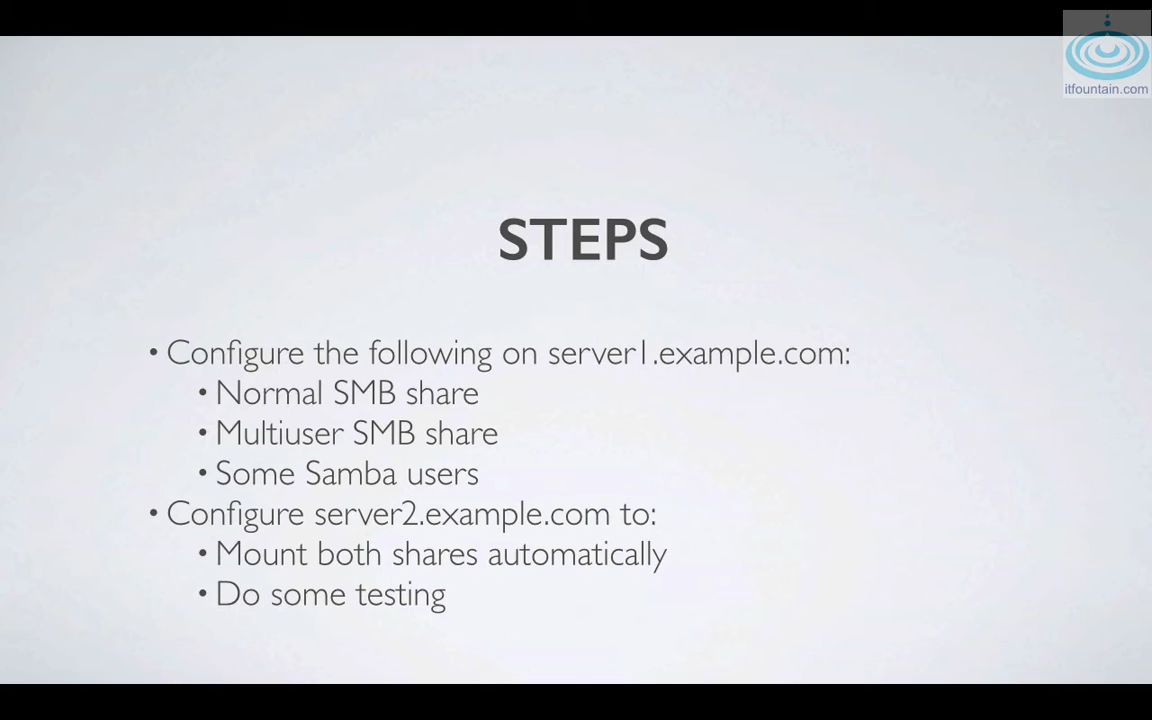 itfountain.com
STEPS
• Configure the following on server1.example.com:
• Normal SMB share
• Multiuser SMB share
• Some Samba users
• Configure server2.example.com to:
• Mount both shares automatically
• Do some testing